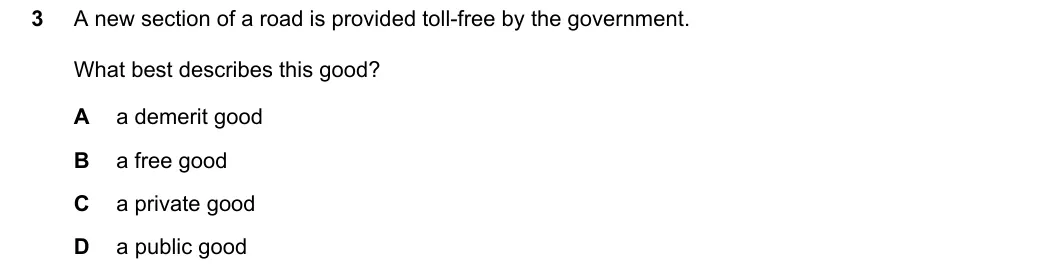 3 A new section of a road is provided toll-free by the government.
What best describes this good?
A a demerit good
B a free good
C a private good
D a public good